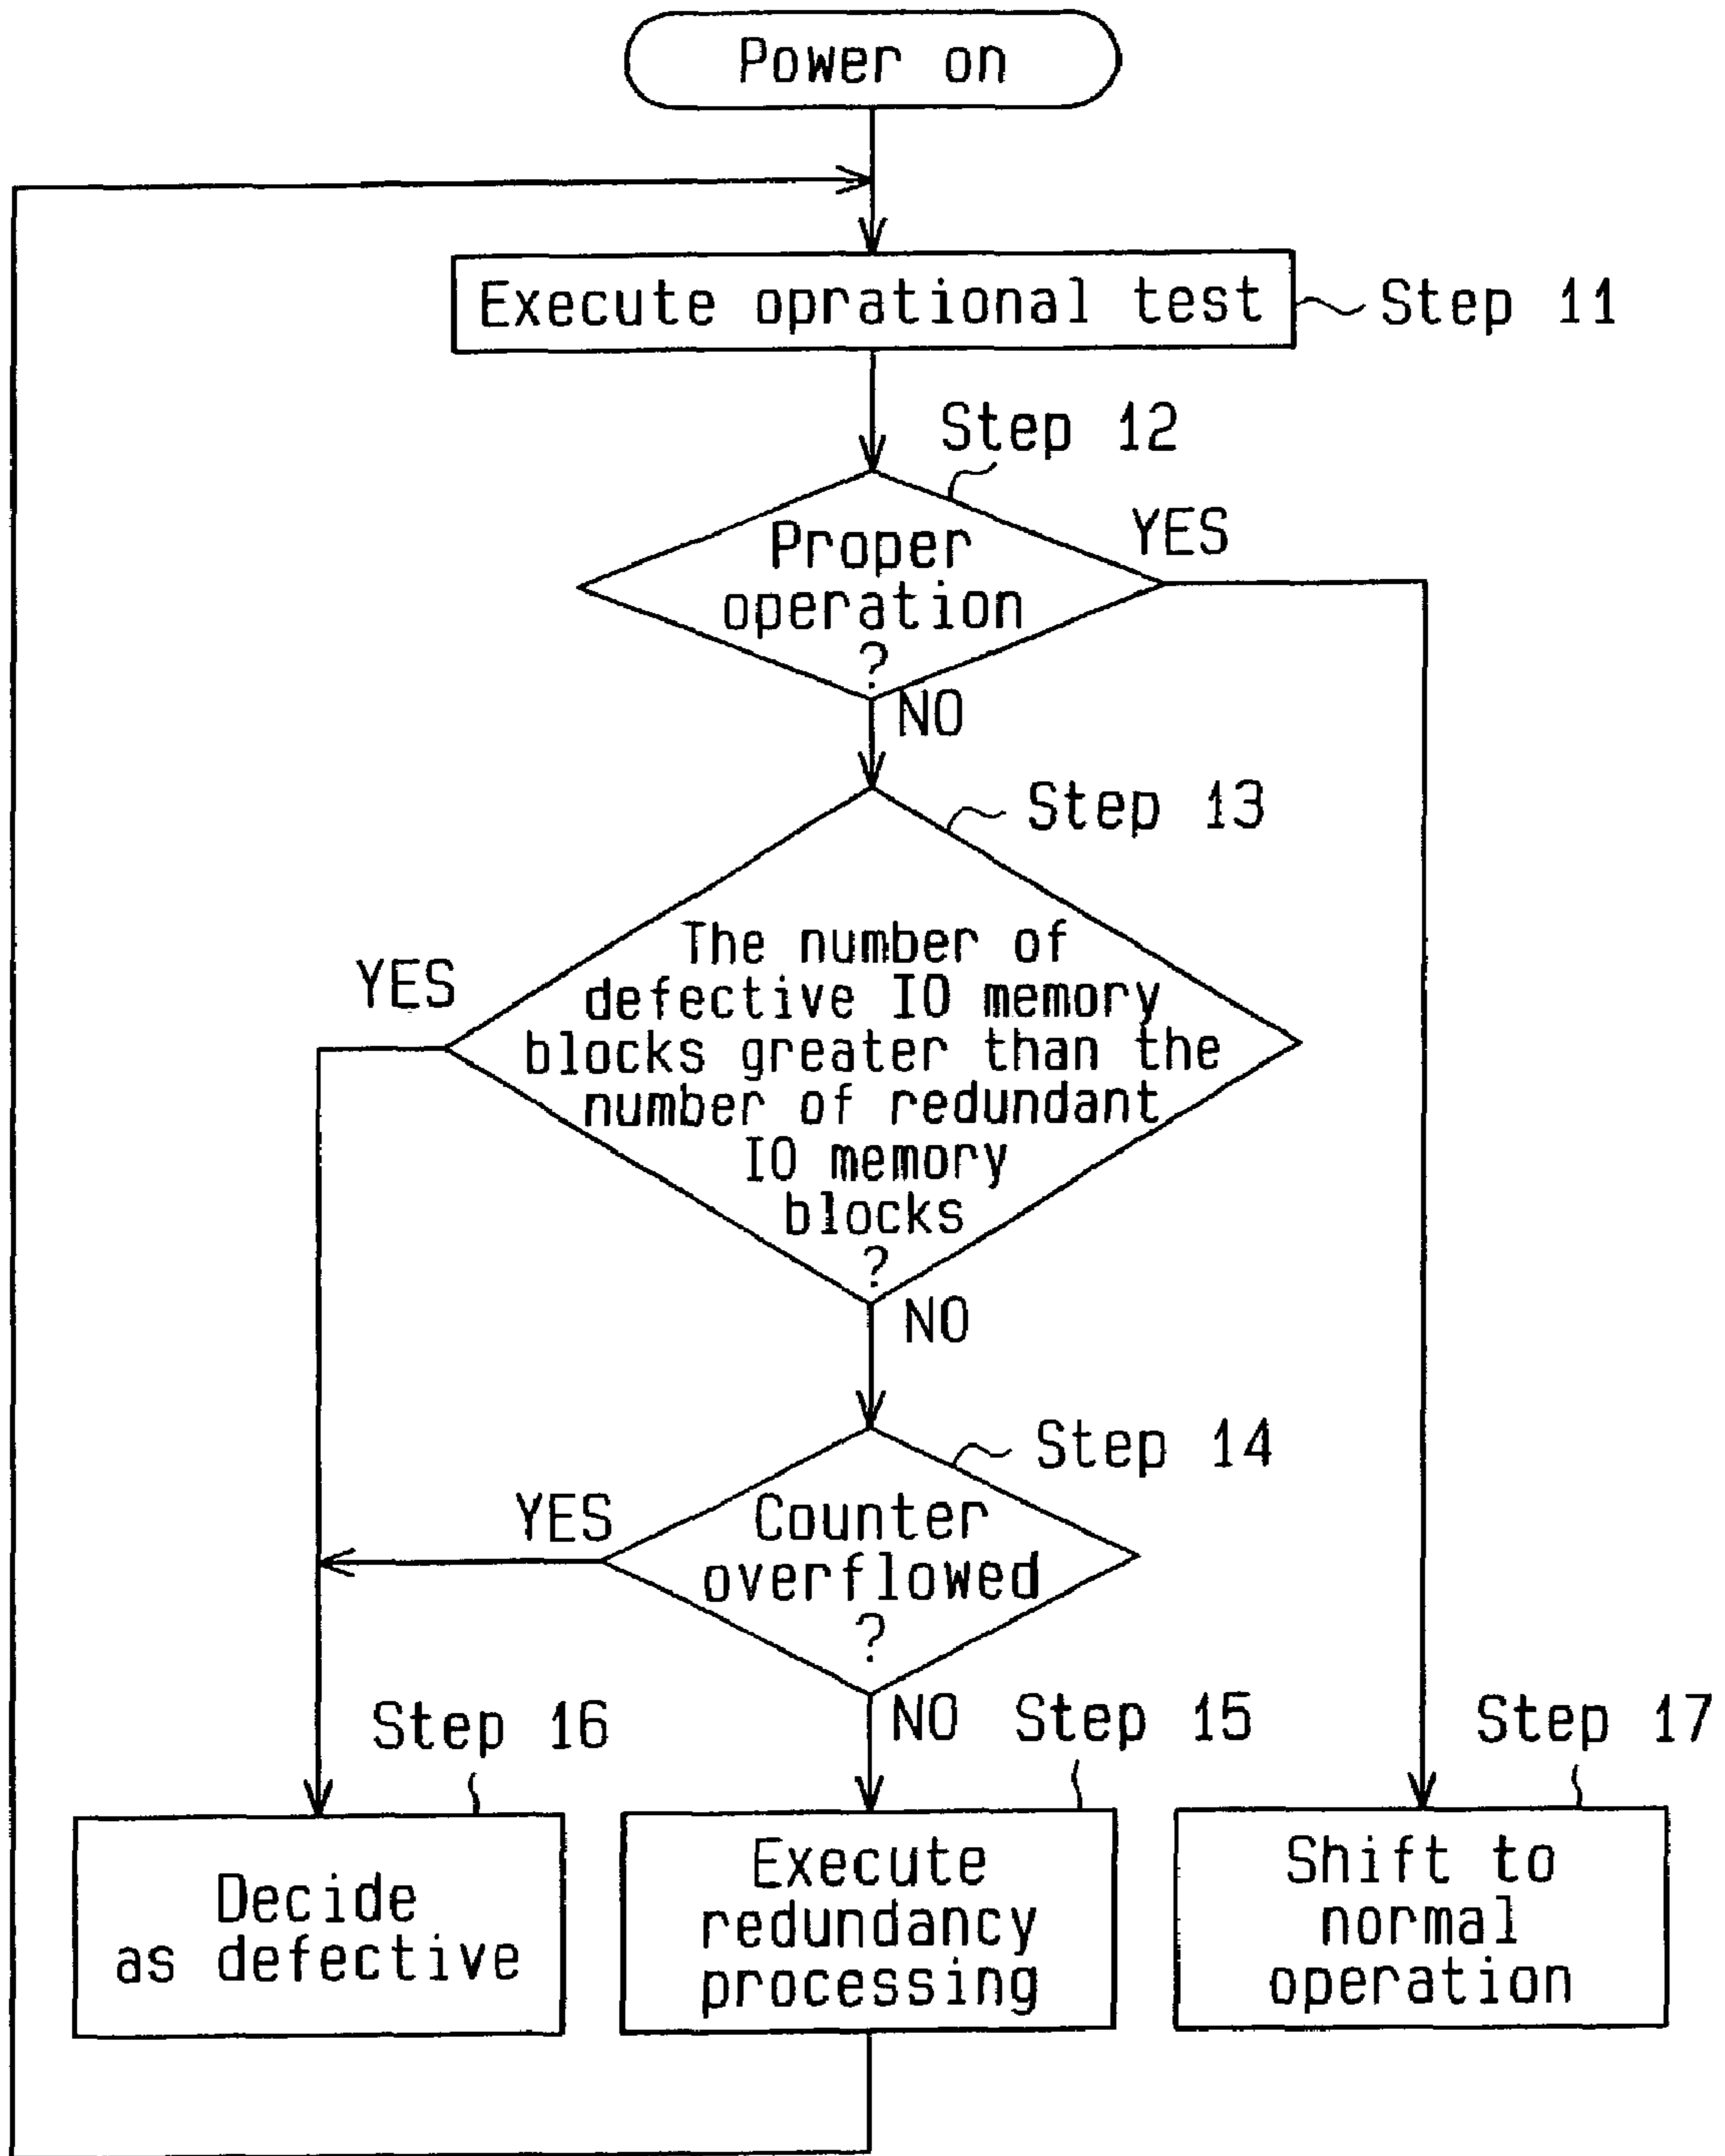 Power on
Execute oprational test
Step 11
Step 12
Proper
operation
?
YES
NO
Step 13
The number of
defective IO memory
blocks greater than the
number of redundant
IO memory
blocks
?
YES
NO
Step 14
Counter
overflowed
?
YES
NO
Step 16
Step 15
Step 17
Decide
as defective
Execute
redundancy
processing
Shift to
normal
operation